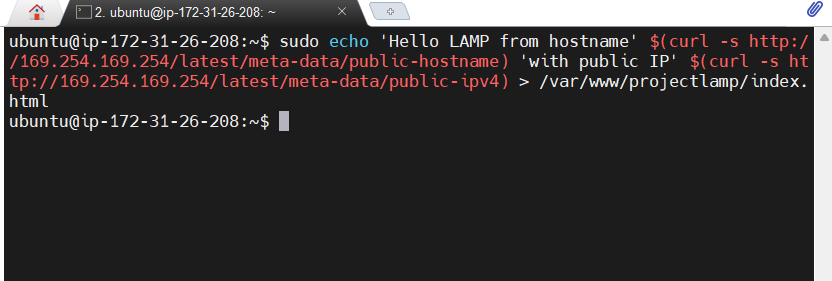 2. ubuntu@ip-172-31-26-208: ~
ubuntu@ip-172-31-26-208:~$ sudo echo 'Hello LAMP from hostname' $(curl -s http:/
/169.254.169.254/latest/meta-data/public-hostname) 'with public IP' $(curl -s ht
tp://169.254.169.254/latest/meta-data/public-ipv4) > /var/www/projectlamp/index.
html
ubuntu@ip-172-31-26-208:~$